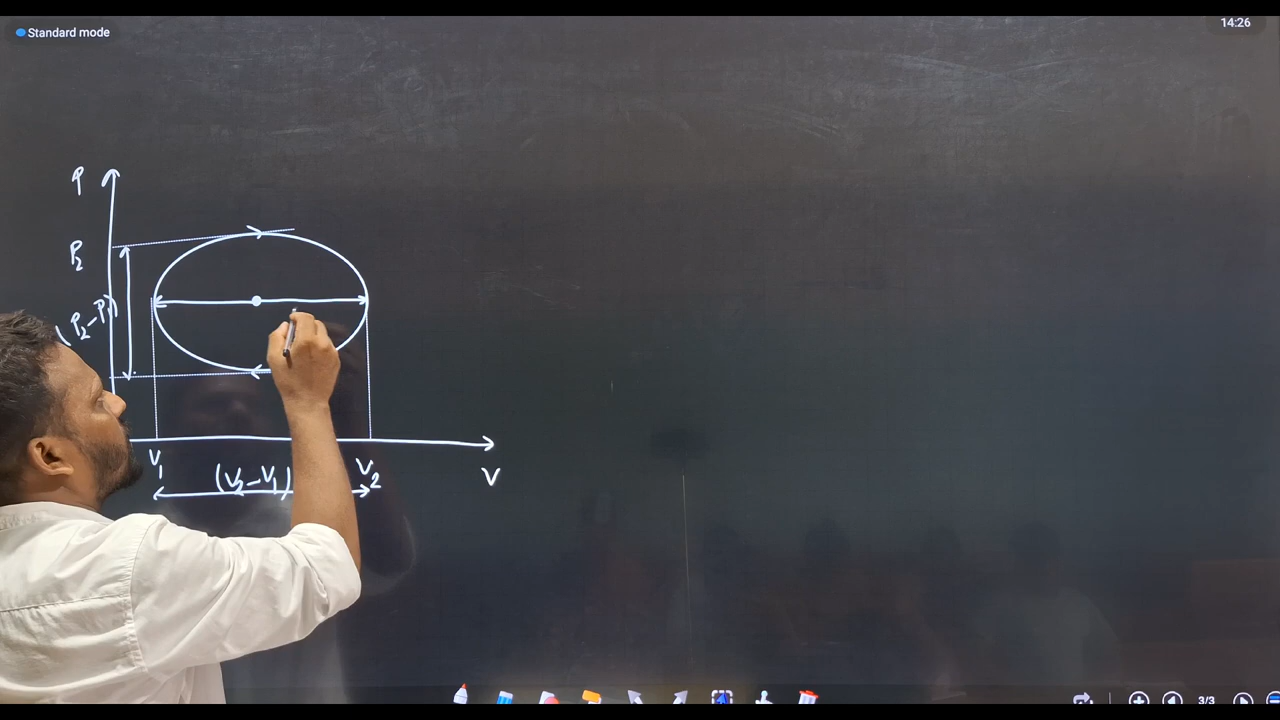 Standard mode
14:26
P
P2
(P2-P1)
V1
(V2-V1)
V2
V
3/3